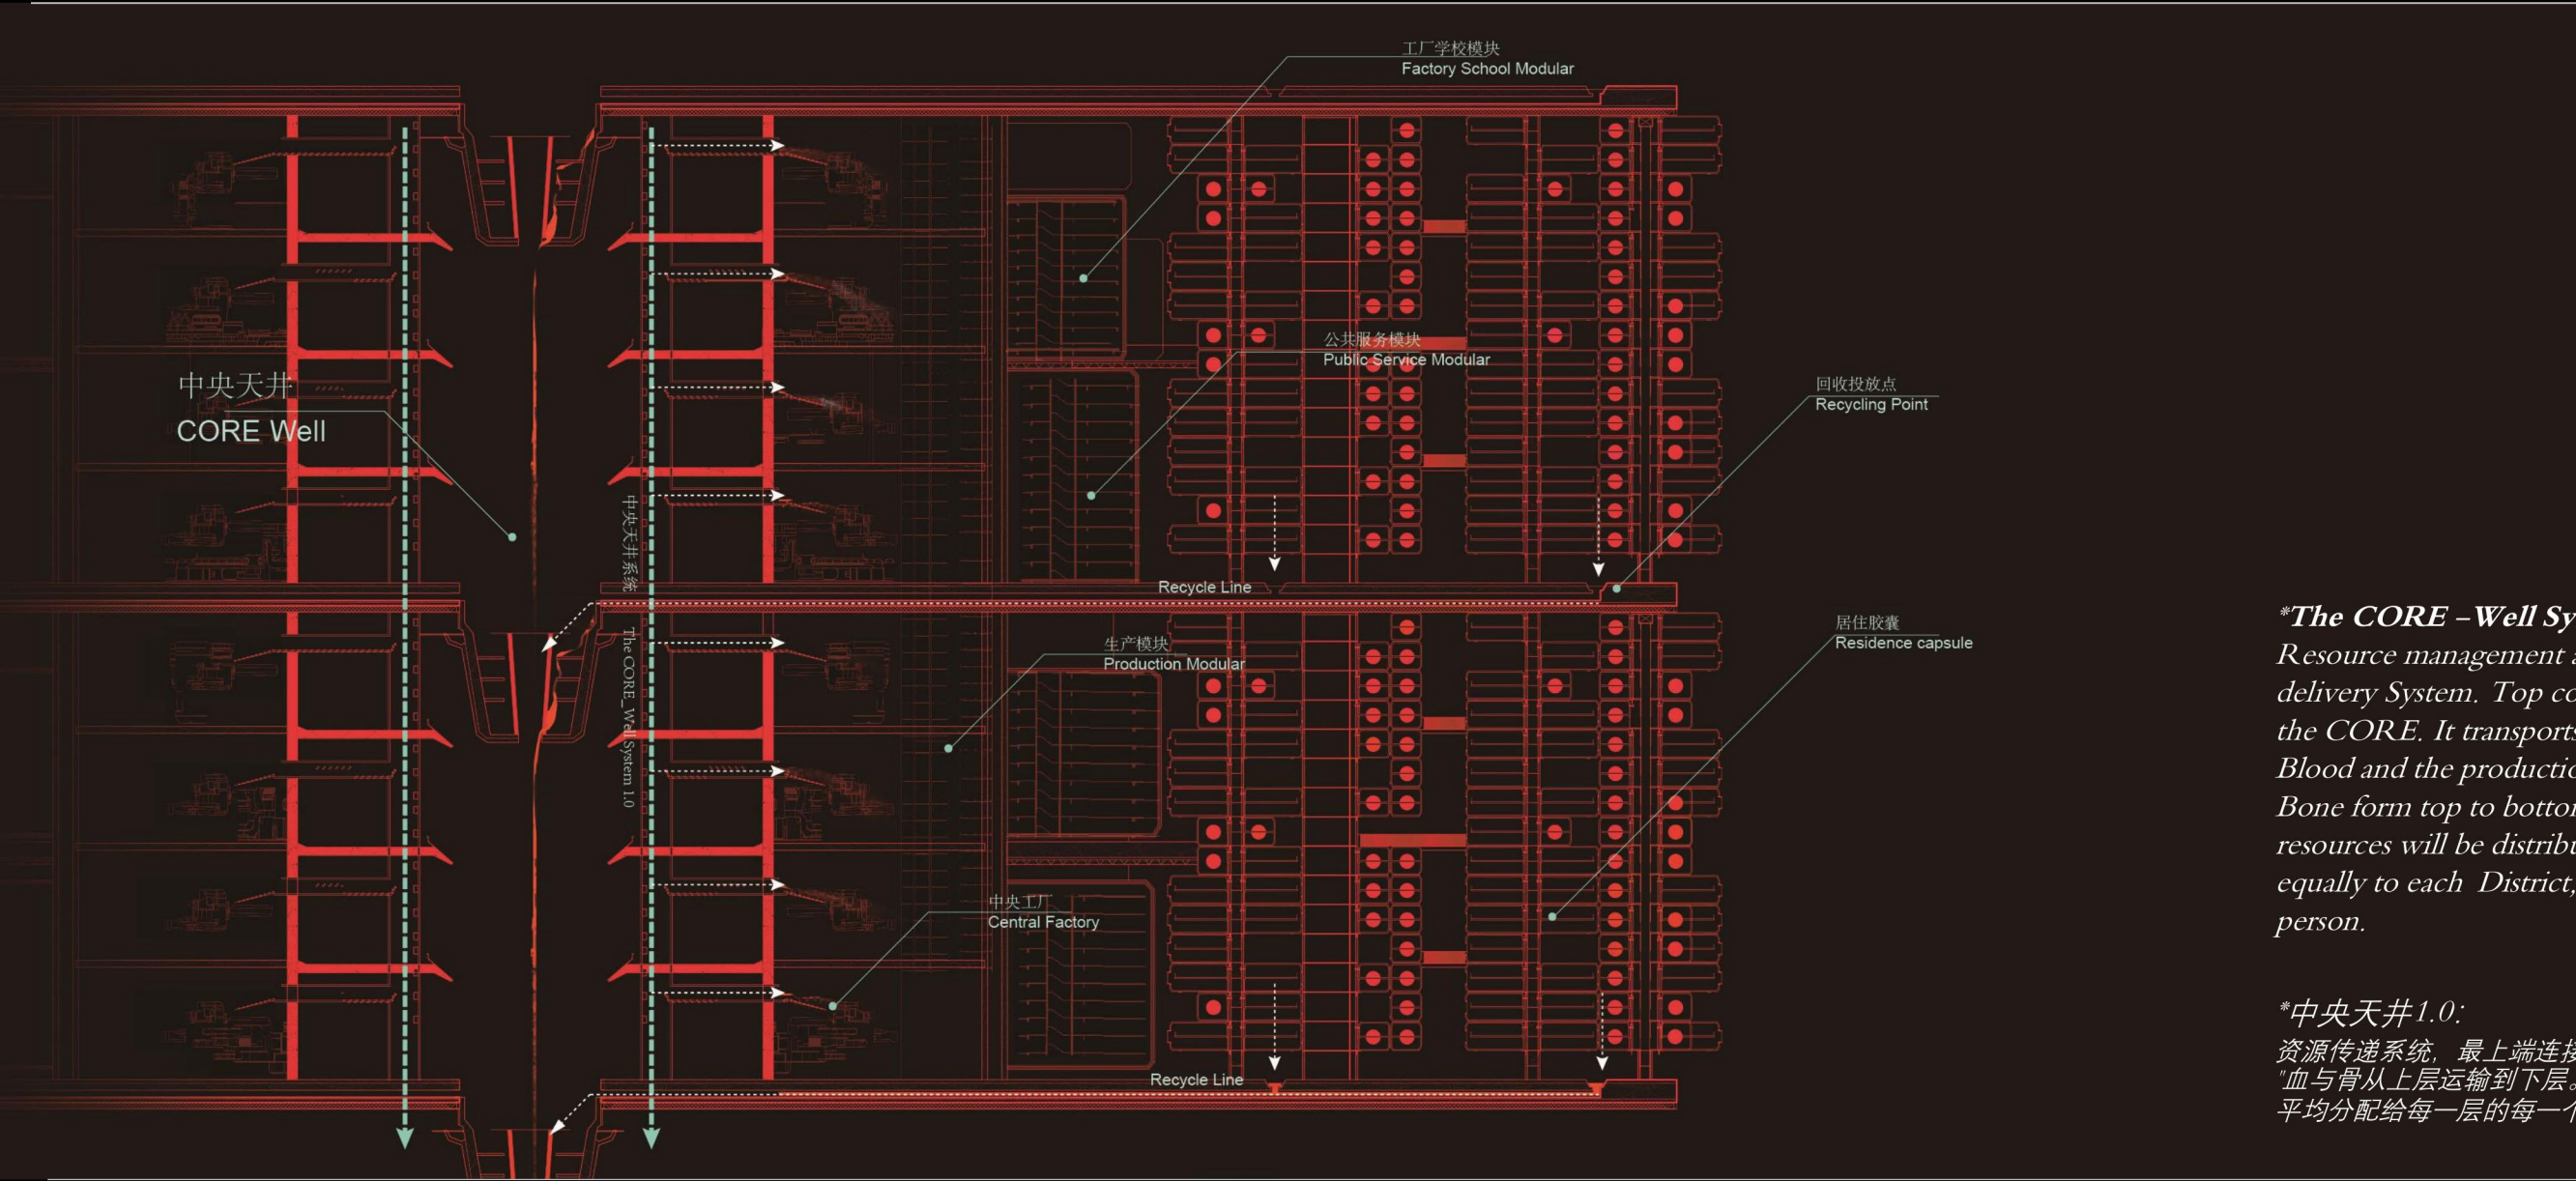 工厂学校模块
Factory School Modular
公共服务模块
Public Service Modular
中央天井
CORE Well
回收投放点
Recycling Point
中央天井系统 The CORE_Well System 1.0
Recycle Line
居住胶囊
Residence capsule
生产模块
Production Modular
中央工厂
Central Factory
Recycle Line
*The CORE –Well Sy
Resource management a
delivery System. Top co
the CORE. It transports
Blood and the productio
Bone form top to bottor
resources will be distribu
equally to each District,
person.
*中央天井1.0:
资源传递系统，最上端连接
"血与骨从上层运输到下层。
平均分配给每一层的每一个